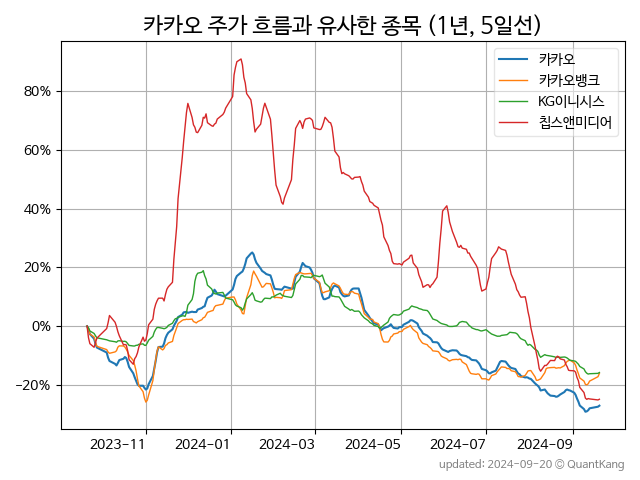 카카오 주가 흐름과 유사한 종목 (1년, 5일선)
카카오
카카오뱅크
KG이니시스
칩스앤미디어
80%
60%
40%
20%
0%
−20%
2023-11
2024-01
2024-03
2024-05
2024-07
2024-09
updated: 2024-09-20 @ QuantKang